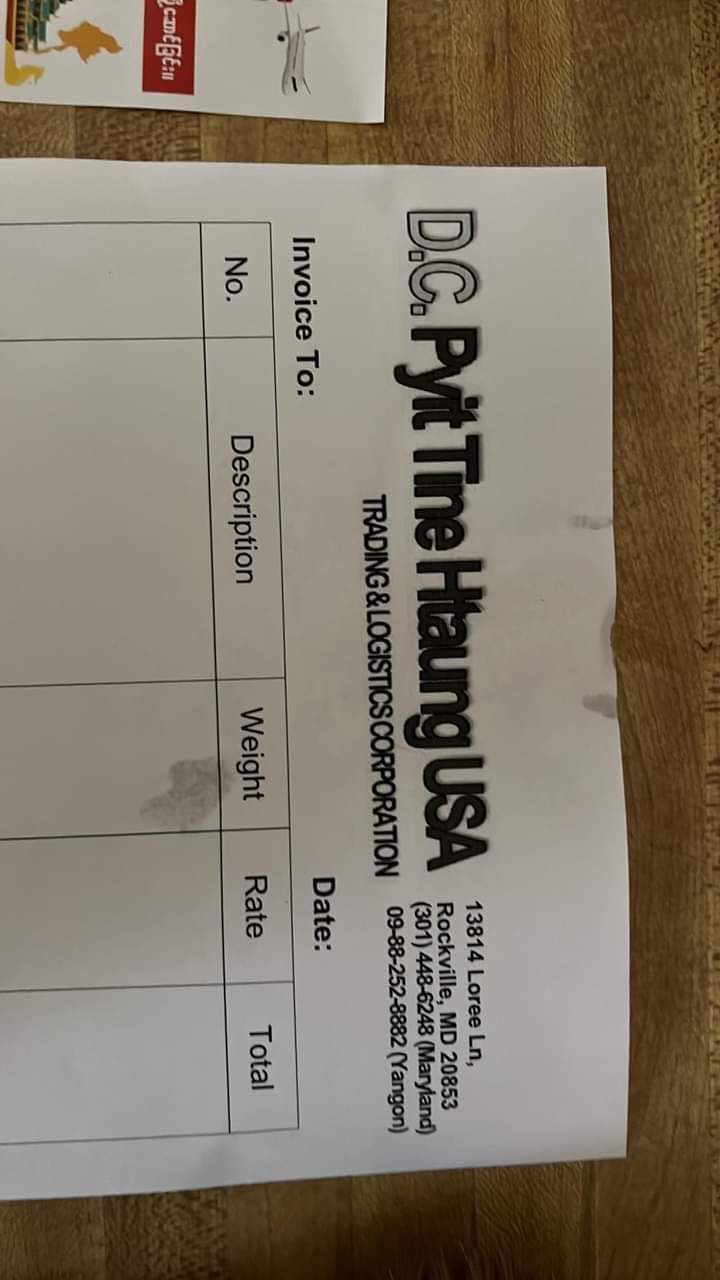 D.C. Pyit Tine Htaung USA
TRADING & LOGISTICS CORPORATION
13814 Loree Ln,
Rockville, MD 20853
(301) 448-6248 (Maryland)
09-88-252-8882 (Yangon)
Invoice To:
Date:
No. Description Weight Rate Total